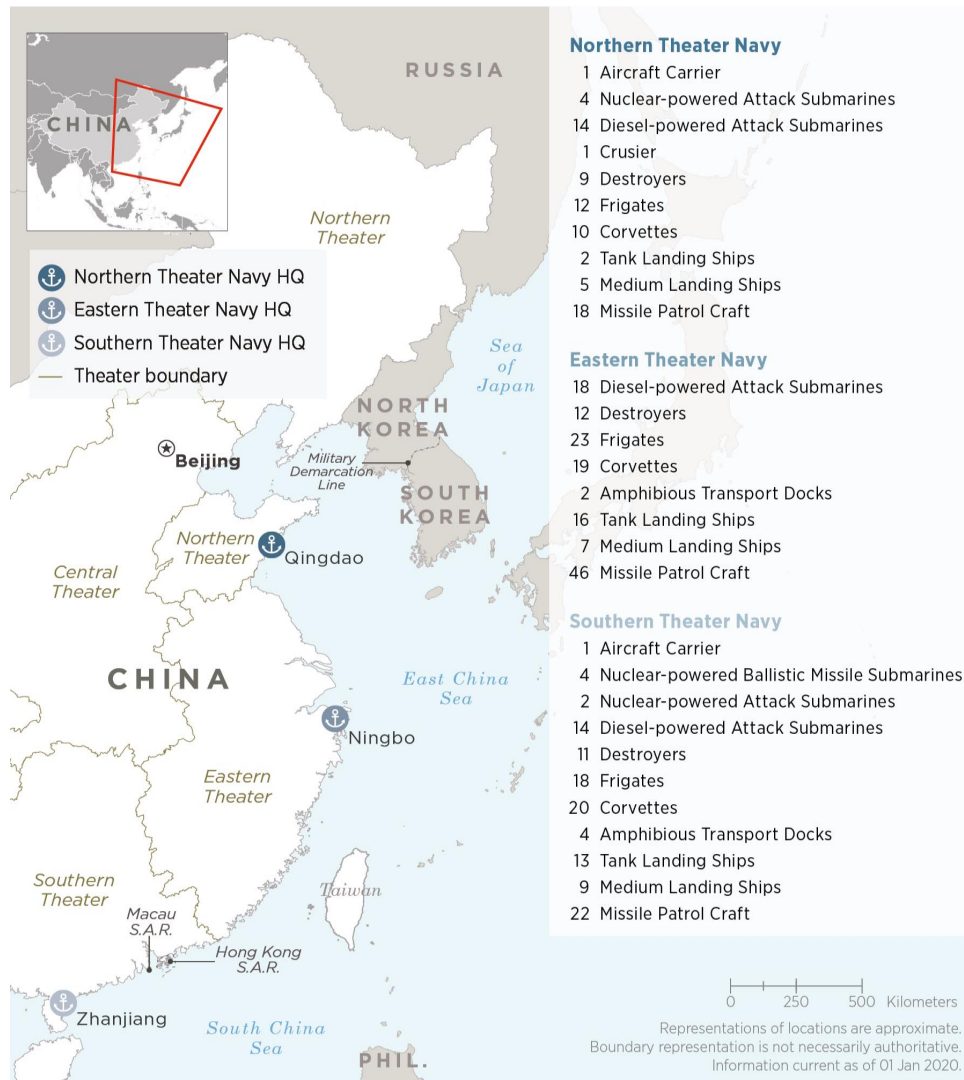 RUSSIA
CHINA
Northern
Theater
Northern Theater Navy HQ
Eastern Theater Navy HQ
Southern Theater Navy HQ
Theater boundary
Sea
of
Japan
NORTH
KOREA
Beijing
Military
Demarcation
Line
SOUTH
KOREA
Northern
Theater
Qingdao
Central
Theater
CHINA
East China
Sea
Ningbo
Eastern
Theater
Southern
Theater
Taiwan
Macau
S.A.R.
Hong Kong
S.A.R.
Zhanjiang
South China
Sea
PHIL.
Northern Theater Navy
1 Aircraft Carrier
4 Nuclear-powered Attack Submarines
14 Diesel-powered Attack Submarines
1 Crusier
9 Destroyers
12 Frigates
10 Corvettes
2 Tank Landing Ships
5 Medium Landing Ships
18 Missile Patrol Craft
Eastern Theater Navy
18 Diesel-powered Attack Submarines
12 Destroyers
23 Frigates
19 Corvettes
2 Amphibious Transport Docks
16 Tank Landing Ships
7 Medium Landing Ships
46 Missile Patrol Craft
Southern Theater Navy
1 Aircraft Carrier
4 Nuclear-powered Ballistic Missile Submarines
2 Nuclear-powered Attack Submarines
14 Diesel-powered Attack Submarines
11 Destroyers
18 Frigates
20 Corvettes
4 Amphibious Transport Docks
13 Tank Landing Ships
9 Medium Landing Ships
22 Missile Patrol Craft
0 250 500 Kilometers
Representations of locations are approximate.
Boundary representation is not necessarily authoritative.
Information current as of 01 Jan 2020.